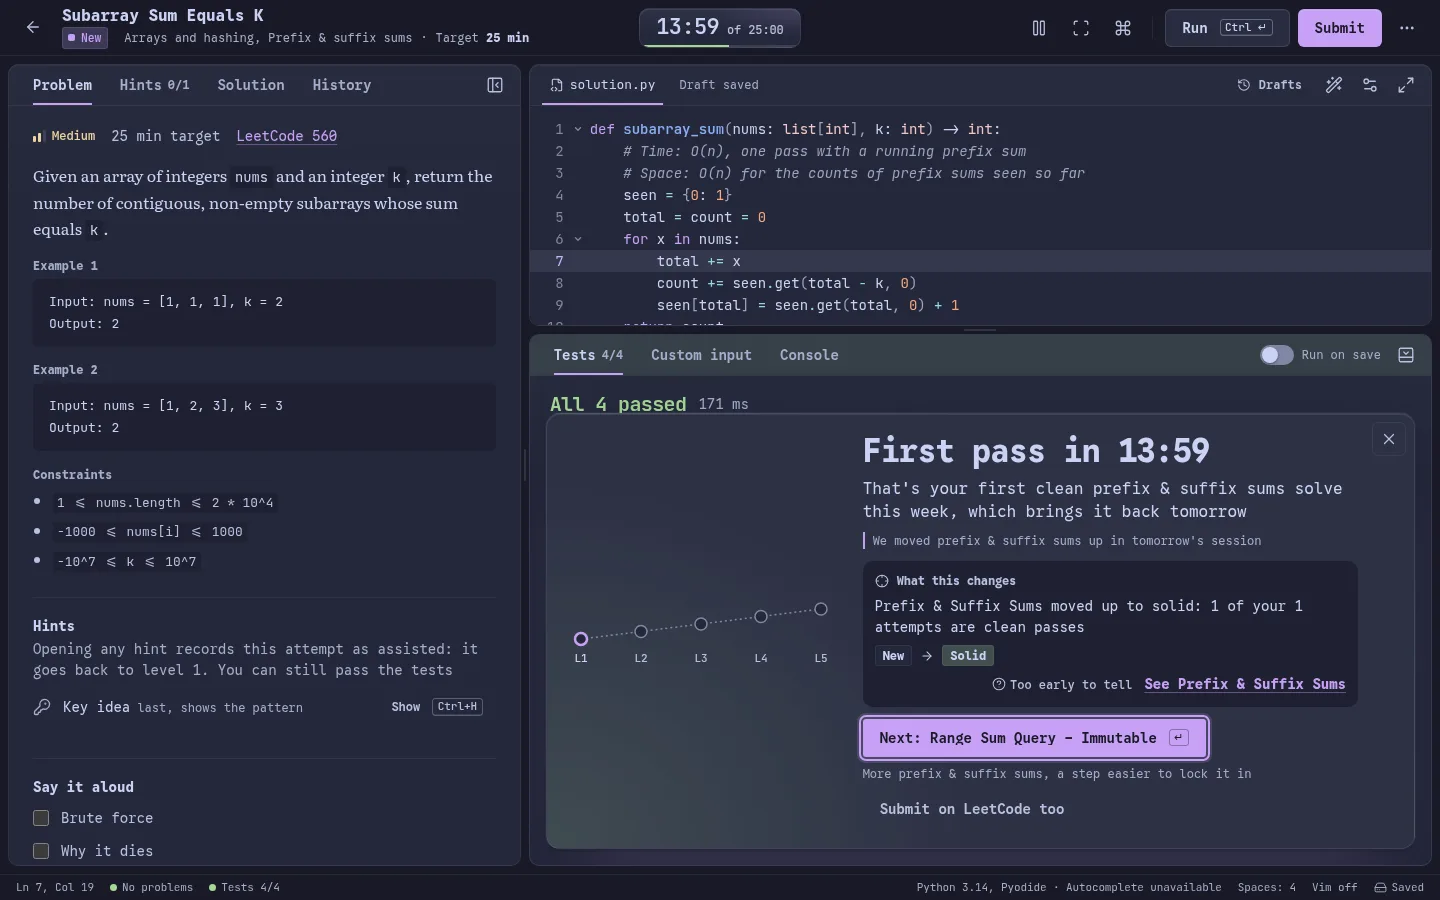 Subarray Sum Equals K
New Arrays and hashing, Prefix & suffix sums · Target 25 min
13:59 of 25:00
Run Ctrl ↵
Submit
Problem Hints 0/1 Solution History
Medium 25 min target LeetCode 560
Given an array of integers nums and an integer k, return the
number of contiguous, non-empty subarrays whose sum
equals k.
Example 1
Input: nums = [1, 1, 1], k = 2
Output: 2
Example 2
Input: nums = [1, 2, 3], k = 3
Output: 2
Constraints
1 ≤ nums.length ≤ 2 * 10^4
-1000 ≤ nums[i] ≤ 1000
-10^7 ≤ k ≤ 10^7
Hints
Opening any hint records this attempt as assisted: it
goes back to level 1. You can still pass the tests
Key idea last, shows the pattern Show Ctrl+H
Say it aloud
Brute force
Why it dies
solution.py Draft saved Drafts
1 def subarray_sum(nums: list[int], k: int) -> int:
2 # Time: O(n), one pass with a running prefix sum
3 # Space: O(n) for the counts of prefix sums seen so far
4 seen = {0: 1}
5 total = count = 0
6 for x in nums:
7 total += x
8 count += seen.get(total - k, 0)
9 seen[total] = seen.get(total, 0) + 1
10 return count
Tests 4/4 Custom input Console Run on save
All 4 passed 171 ms
L1 L2 L3 L4 L5
First pass in 13:59
That's your first clean prefix & suffix sums solve
this week, which brings it back tomorrow
We moved prefix & suffix sums up in tomorrow's session
What this changes
Prefix & Suffix Sums moved up to solid: 1 of your 1
attempts are clean passes
New → Solid
Too early to tell See Prefix & Suffix Sums
Next: Range Sum Query – Immutable ↵
More prefix & suffix sums, a step easier to lock it in
Submit on LeetCode too
Ln 7, Col 19 No problems Tests 4/4
Python 3.14, Pyodide · Autocomplete unavailable Spaces: 4 Vim off Saved